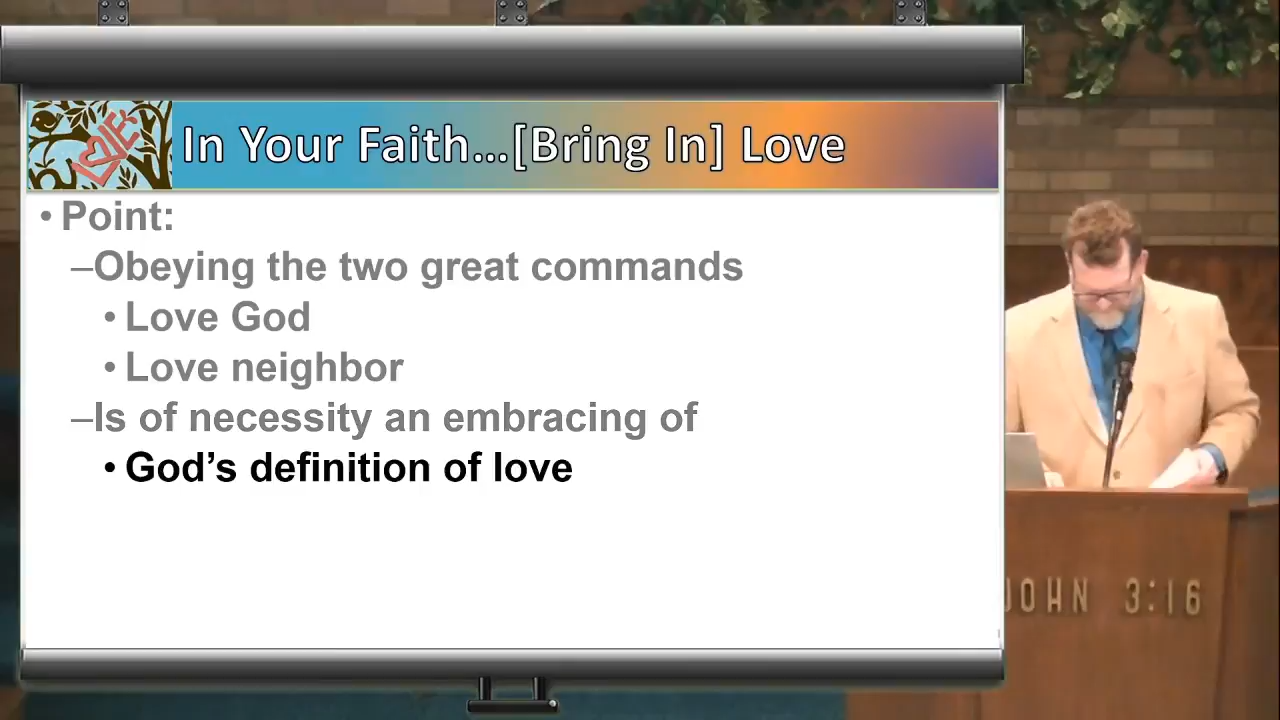 LOVE
In Your Faith...[Bring In] Love
• Point:
–Obeying the two great commands
• Love God
• Love neighbor
–Is of necessity an embracing of
• God’s definition of love
JOHN 3:16